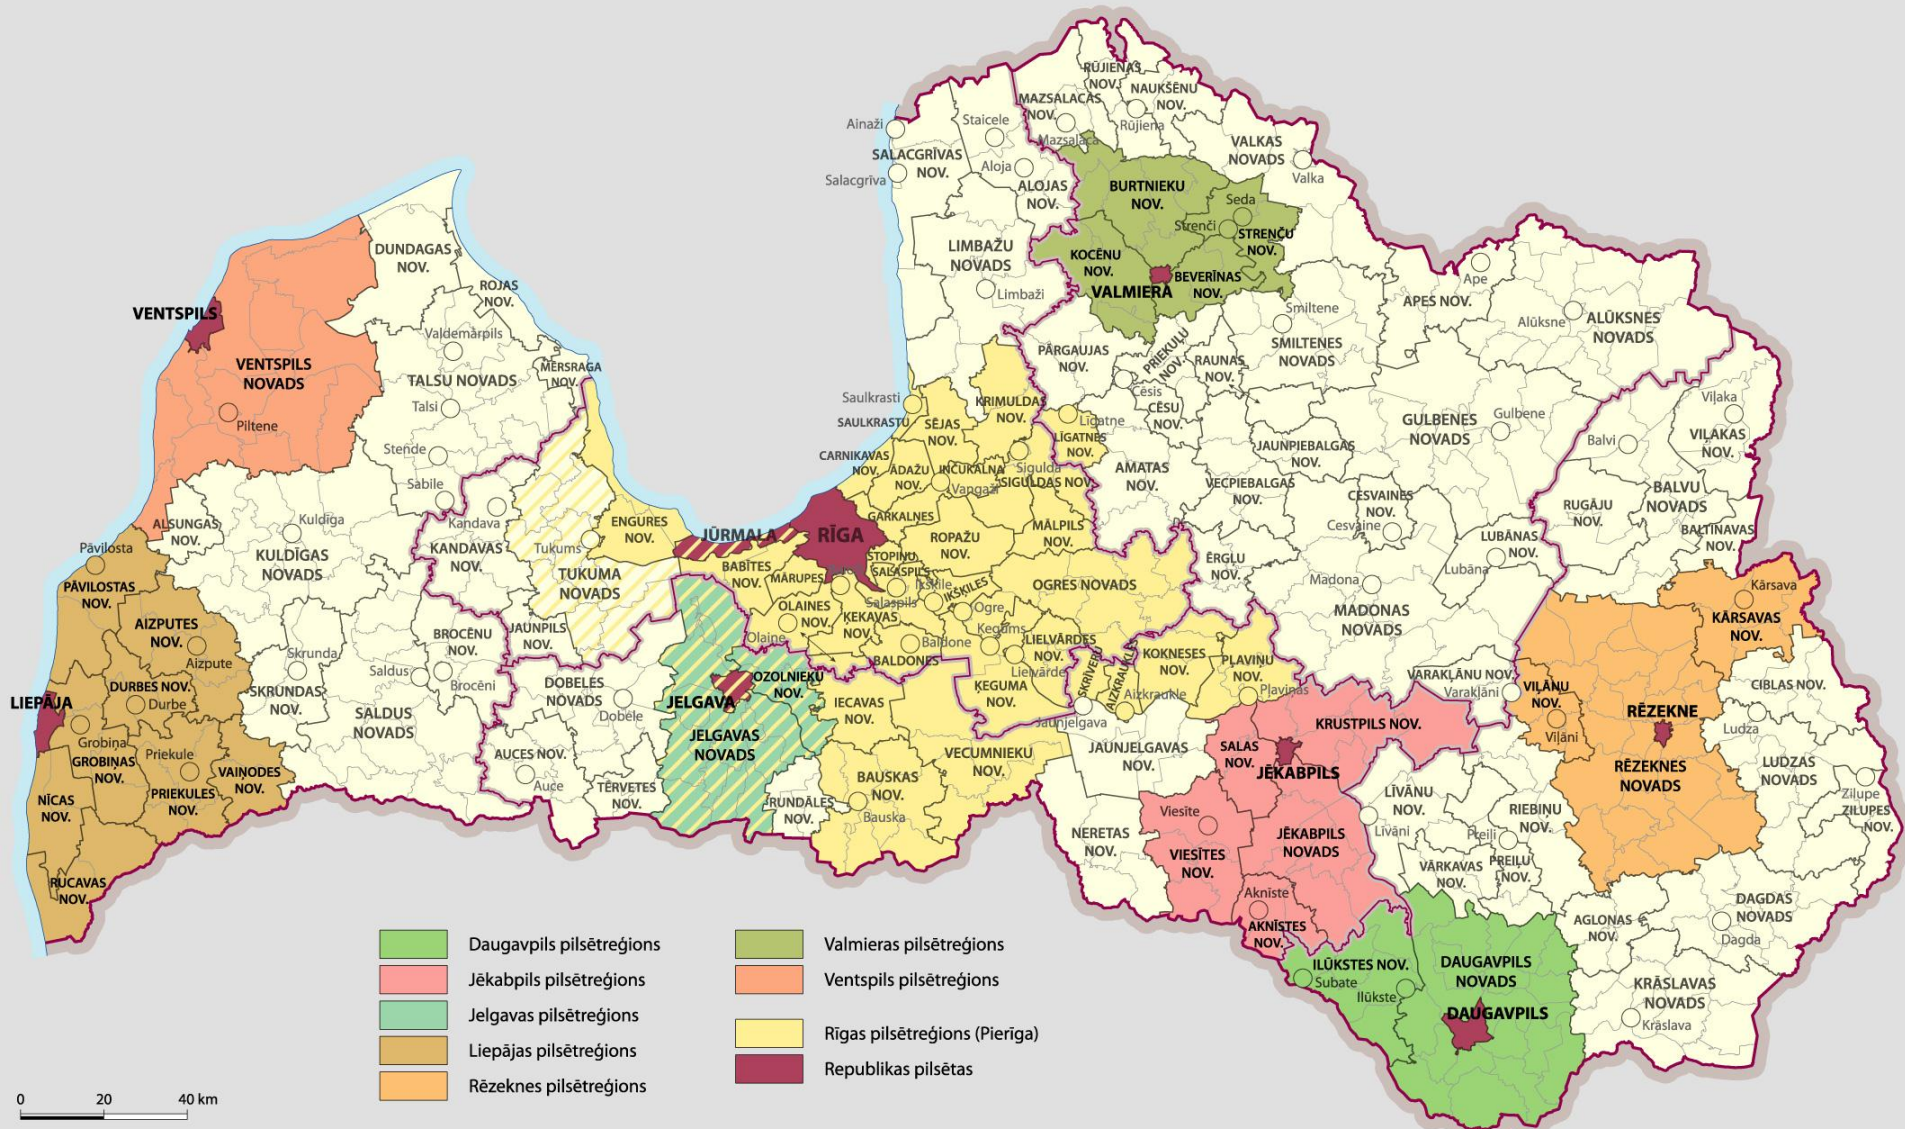 RŪJIENAS
NOV.
NAUKŠĒNU
NOV.
MAZSALACAS
NOV.
Rūjiena
Mazsalaca
Ainaži
Staicele
SALACGRĪVAS
NOV.
Salacgrīva
Aloja
ALOJAS
NOV.
VALKAS
NOVADS
Valka
BURTNIEKU
NOV.
Seda
Strenči
STRENČU
NOV.
KOCĒNU
NOV.
VALMIERA
BEVERĪNAS
NOV.
LIMBAŽU
NOVADS
Limbaži
DUNDAGAS
NOV.
ROJAS
NOV.
VENTSPILS
VENTSPILS
NOVADS
Piltene
Valdemārpils
TALSU NOVADS
Talsi
Stende
Sabile
MĒRSRAGA
NOV.
Ape
APES NOV.
Alūksne
ALŪKSNES
NOVADS
Smiltene
SMILTENES
NOVADS
PĀRGAUJAS
NOV.
PRIEKUĻU
NOV.
RAUNAS
NOV.
Cēsis
CĒSU
NOV.
Saulkrasti
SAULKRASTU
SĒJAS
NOV.
KRIMULDAS
NOV.
Līgatne
LĪGATNES
NOV.
CARNIKAVAS
NOV.
ĀDAŽU
NOV.
INČUKALNA
Vangaži
Sigulda
SIGULDAS NOV.
AMATAS
NOV.
JAUNPIEBALGAS
NOV.
VECPIEBALGAS
NOV.
GULBENES
NOVADS
Gulbene
Viļaka
VIĻAKAS
NOV.
Balvi
BALVU
NOVADS
RUGĀJU
NOV.
BALTINAVAS
NOV.
CESVAINES
NOV.
Cesvaine
LUBĀNAS
NOV.
Lubāna
ĒRGĻU
NOV.
Madona
MADONAS
NOVADS
VARAKĻĀNU NOV.
Varakļāni
ALSUNGAS
NOV.
Kuldīga
KULDĪGAS
NOVADS
Kandava
KANDAVAS
NOV.
Tukums
TUKUMA
NOVADS
ENGURES
NOV.
JŪRMALA
RĪGA
GARKALNES
ROPAŽU
NOV.
MĀLPILS
NOV.
STOPIŅU
SALASPILS
Salaspils
BABĪTES
NOV.
MĀRUPES
Ikšķile
IKŠĶILES
OGRES NOVADS
Ogre
OLAINES
NOV.
Olaine
ĶEKAVAS
NOV.
Baldone
BALDONES
Ķegums
ĶEGUMA
NOV.
LIELVĀRDES
NOV.
Lielvārde
SKRĪVERU
AIZKRAUKLES
Aizkraukle
KOKNESES
NOV.
PĻAVIŅU
NOV.
Pļaviņas
Jaunjelgava
JAUNJELGAVAS
NOV.
Pāvilosta
PĀVILOSTAS
NOV.
AIZPUTES
NOV.
Aizpute
DURBES NOV.
Durbe
LIEPĀJA
Grobiņa
GROBIŅAS
NOV.
Priekule
PRIEKULES
NOV.
VAIŅODES
NOV.
NĪCAS
NOV.
RUCAVAS
NOV.
Skrunda
SKRUNDAS
NOV.
Saldus
SALDUS
NOVADS
BROCĒNU
NOV.
Brocēni
JAUNPILS
NOV.
DOBELES
NOVADS
Dobele
AUCES NOV.
Auce
TĒRVETES
NOV.
JELGAVA
JELGAVAS
NOVADS
OZOLNIEKU
NOV.
IECAVAS
NOV.
RUNDĀLES
NOV.
BAUSKAS
NOV.
Bauska
VECUMNIEKU
NOV.
NERETAS
NOV.
SALAS
NOV.
KRUSTPILS NOV.
JĒKABPILS
Viesīte
VIESĪTES
NOV.
JĒKABPILS
NOVADS
Aknīste
AKNĪSTES
NOV.
LĪVĀNU
NOV.
Līvāni
RIEBIŅU
NOV.
Preiļi
PREIĻU
NOV.
VĀRKAVAS
NOV.
VIĻĀNU
NOV.
Viļāni
RĒZEKNE
RĒZEKNES
NOVADS
Kārsava
KĀRSAVAS
NOV.
CIBLAS NOV.
Ludza
LUDZAS
NOVADS
Zilupe
ZILUPES
NOV.
DAGDAS
NOVADS
Dagda
AGLONAS
NOV.
KRĀSLAVAS
NOVADS
Krāslava
ILŪKSTES NOV.
Subate
Ilūkste
DAUGAVPILS
NOVADS
DAUGAVPILS
Daugavpils pilsētreģions
Jēkabpils pilsētreģions
Jelgavas pilsētreģions
Liepājas pilsētreģions
Rēzeknes pilsētreģions
Valmieras pilsētreģions
Ventspils pilsētreģions
Rīgas pilsētreģions (Pierīga)
Republikas pilsētas
0 20 40 km